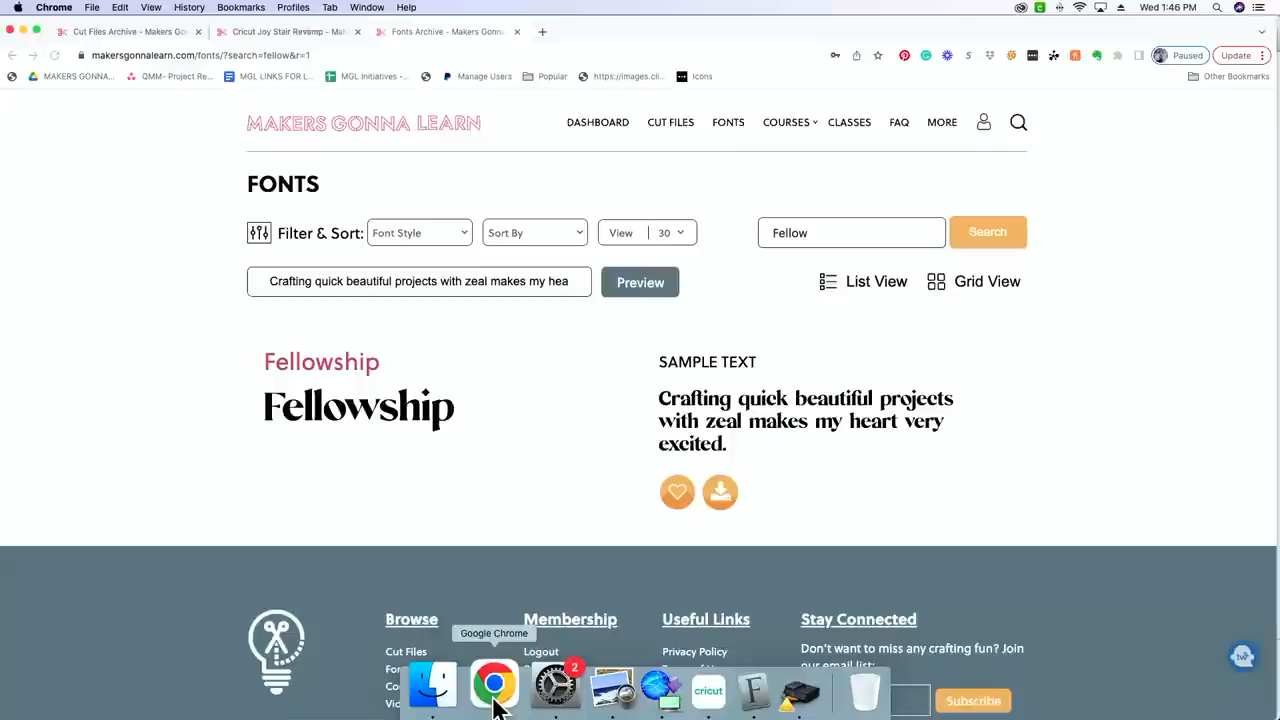 Chrome File Edit View History Bookmarks Profiles Tab Window Help Wed 1:46 PM
Cut Files Archive - Makers Go
Cricut Joy Stair Revamp - Ma
Fonts Archive - Makers Gonna
makersgonnalearn.com/fonts/?search=fellow&r=1
Paused
Update
MAKERS GONNA...
QMM- Project Re...
MGL LINKS FOR L...
MGL Initiatives -...
Manage Users
Popular
https://images.cli...
Icons
Other Bookmarks
MAKERS GONNA LEARN
DASHBOARD CUT FILES FONTS COURSES CLASSES FAQ MORE
FONTS
Filter & Sort: Font Style Sort By View 30 Fellow Search
Crafting quick beautiful projects with zeal makes my hea Preview List View Grid View
Fellowship
Fellowship
SAMPLE TEXT
Crafting quick beautiful projects
with zeal makes my heart very
excited.
Browse
Cut Files
Membership
Logout
Useful Links
Privacy Policy
Stay Connected
Don't want to miss any crafting fun? Join
our email list:
Subscribe
Google Chrome
2
cricut
F